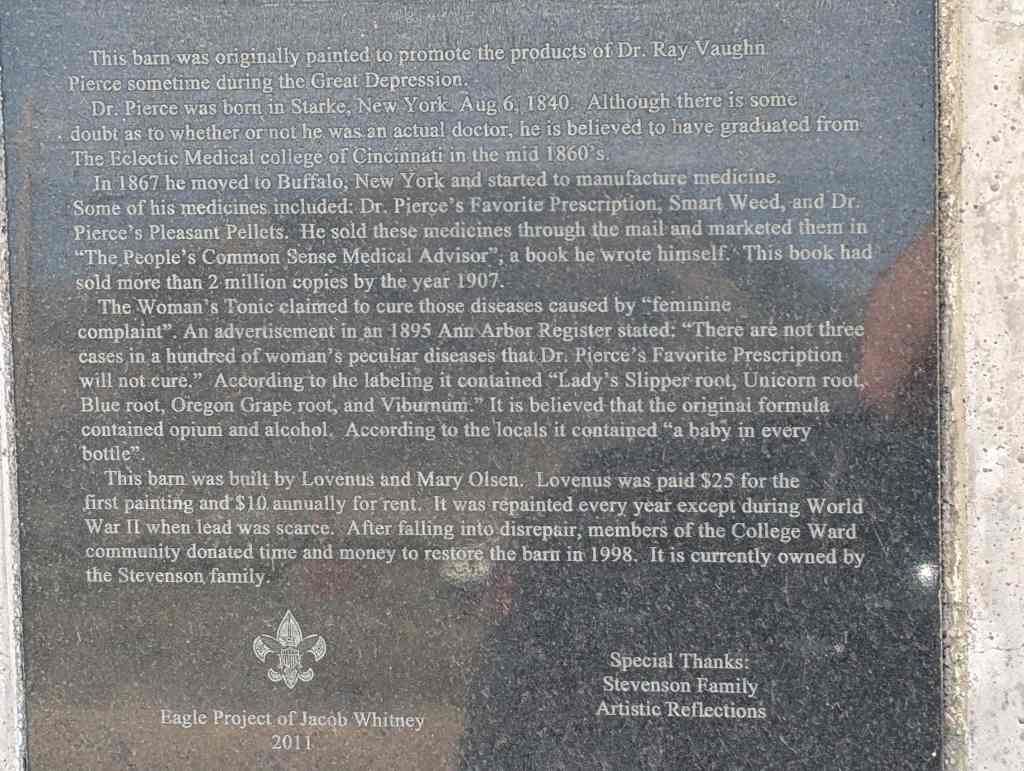 This barn was originally painted to promote the products of Dr. Ray Vaughn
Pierce sometime during the Great Depression.
Dr. Pierce was born in Starke, New York. Aug 6, 1840. Although there is some
doubt as to whether or not he was an actual doctor, he is believed to have graduated from
The Eclectic Medical college of Cincinnati in the mid 1860's.
In 1867 he moved to Buffalo, New York and started to manufacture medicine.
Some of his medicines included: Dr. Pierce's Favorite Prescription, Smart Weed, and Dr.
Pierce's Pleasant Pellets. He sold these medicines through the mail and marketed them in
"The People's Common Sense Medical Advisor", a book he wrote himself. This book had
sold more than 2 million copies by the year 1907.
The Woman's Tonic claimed to cure those diseases caused by "feminine
complaint". An advertisement in an 1895 Ann Arbor Register stated: "There are not three
cases in a hundred of woman's peculiar diseases that Dr. Pierce's Favorite Prescription
will not cure." According to the labeling it contained "Lady's Slipper root, Unicorn root,
Blue root, Oregon Grape root, and Viburnum." It is believed that the original formula
contained opium and alcohol. According to the locals it contained "a baby in every
bottle".
This barn was built by Lovenus and Mary Olsen. Lovenus was paid $25 for the
first painting and $10 annually for rent. It was repainted every year except during World
War II when lead was scarce. After falling into disrepair, members of the College Ward
community donated time and money to restore the barn in 1998. It is currently owned by
the Stevenson family.
Eagle Project of Jacob Whitney
2011
Special Thanks:
Stevenson Family
Artistic Reflections